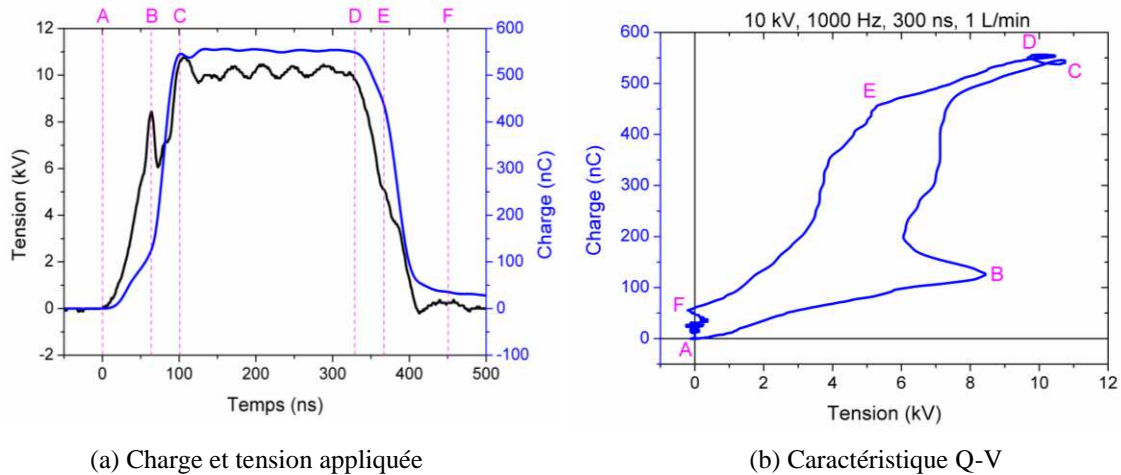 A B C D E F
12
10
8
6
4
2
0
-2
600
500
400
300
200
100
0
-100
Tension (kV)
Charge (nC)
0 100 200 300 400 500
Temps (ns)
(a) Charge et tension appliquée
10 kV, 1000 Hz, 300 ns, 1 L/min
600
500
400
300
200
100
0
Charge (nC)
D
C
E
B
F
A
0 2 4 6 8 10 12
Tension (kV)
(b) Caractéristique Q-V